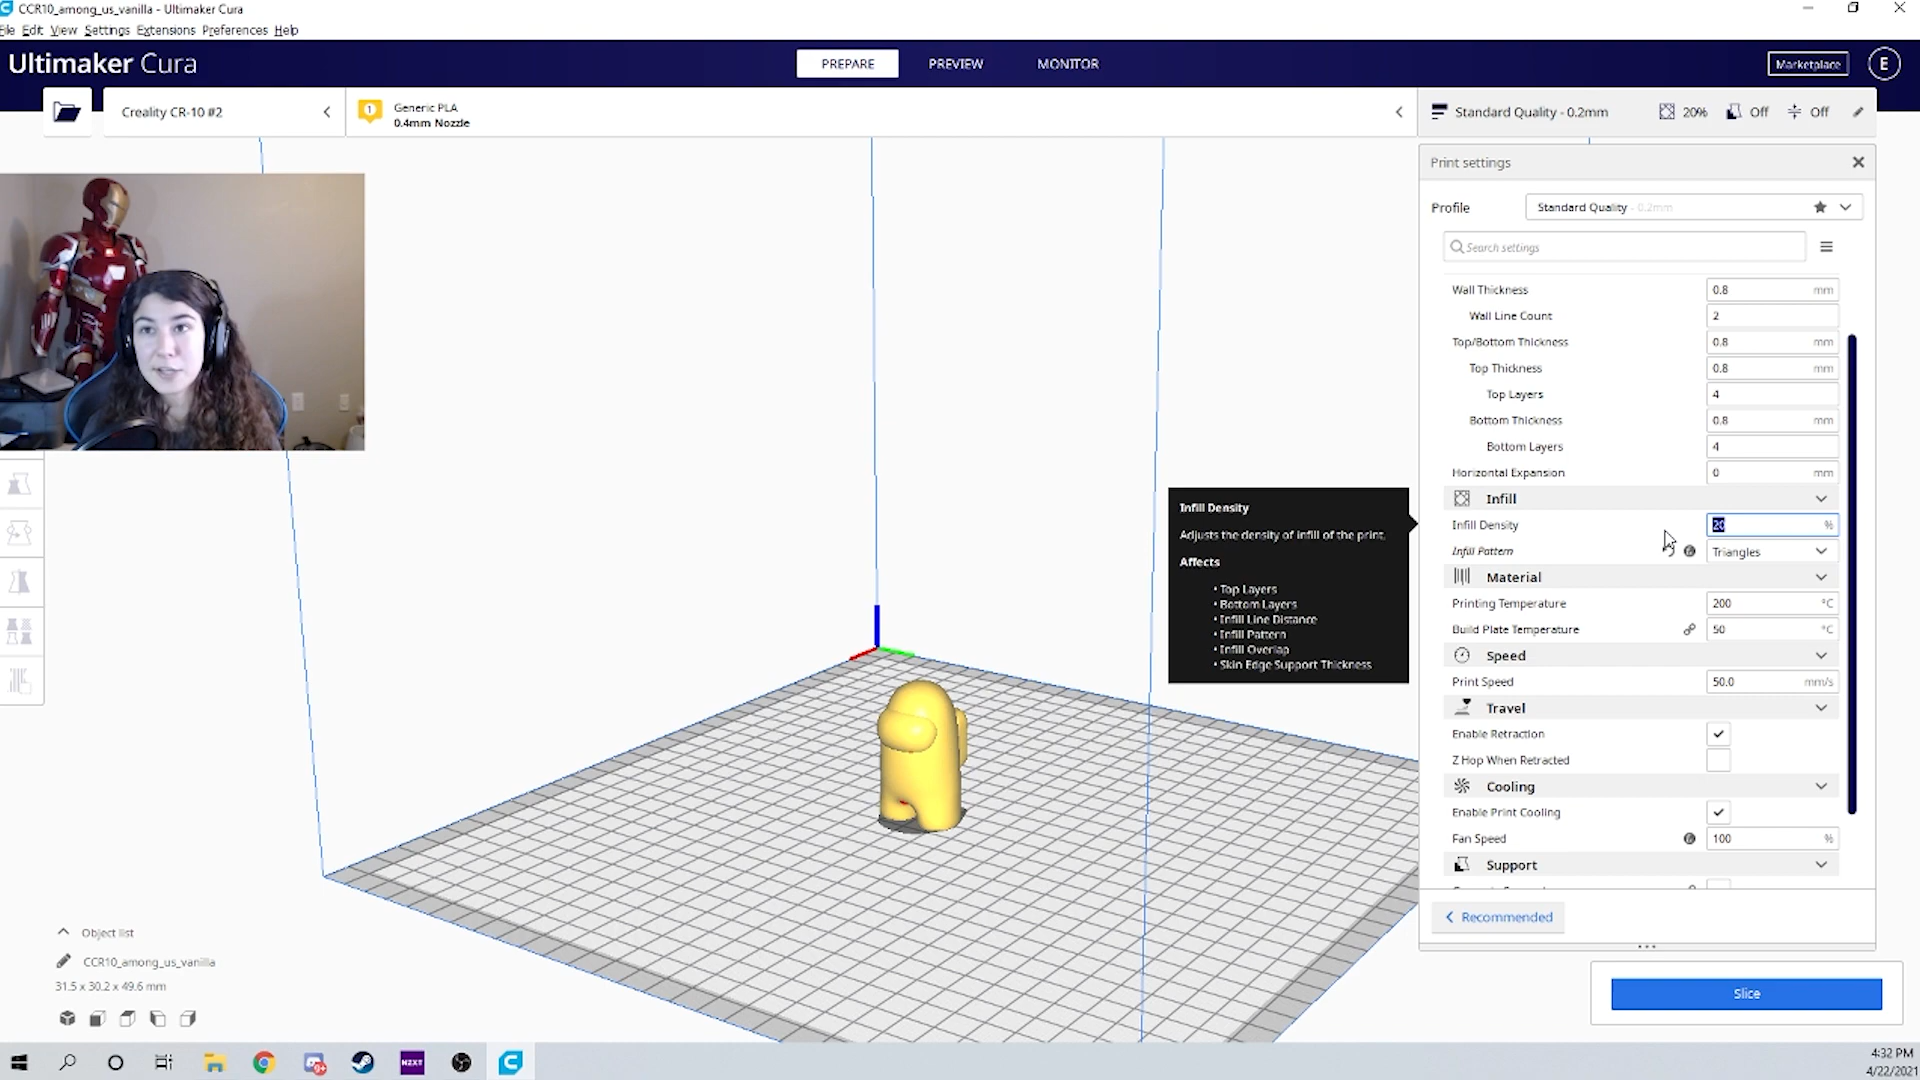 CCR10_among_us_vanilla - Ultimaker Cura
File Edit View Settings Extensions Preferences Help
Ultimaker Cura
PREPARE
PREVIEW
MONITOR
Marketplace
E
Creality CR-10 #2
1
Generic PLA
0.4mm Nozzle
Standard Quality - 0.2mm
20%
Off
Off
Print settings
Profile
Standard Quality - 0.2mm
Search settings
Wall Thickness 0.8 mm
Wall Line Count 2
Top/Bottom Thickness 0.8 mm
Top Thickness 0.8 mm
Top Layers 4
Bottom Thickness 0.8 mm
Bottom Layers 4
Horizontal Expansion 0 mm
Infill
Infill Density 20 %
Infill Pattern Triangles
Material
Printing Temperature 200 °C
Build Plate Temperature 50 °C
Speed
Print Speed 50.0 mm/s
Travel
Enable Retraction
Z Hop When Retracted
Cooling
Enable Print Cooling
Fan Speed 100 %
Support
Recommended
Slice
Infill Density
Adjusts the density of infill of the print.
Affects
• Top Layers
• Bottom Layers
• Infill Line Distance
• Infill Pattern
• Infill Overlap
• Skin Edge Support Thickness
Object list
CCR10_among_us_vanilla
31.5 x 30.2 x 49.6 mm
NZXT
4:32 PM
4/22/2021